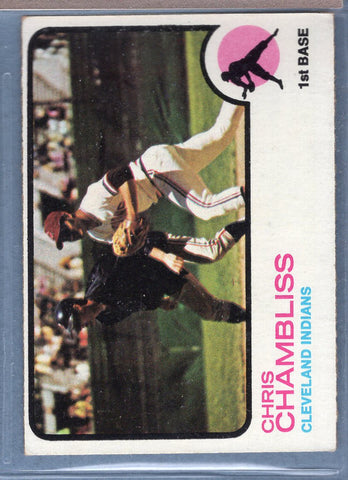 1st BASE
CHRIS
CHAMBLISS
CLEVELAND INDIANS